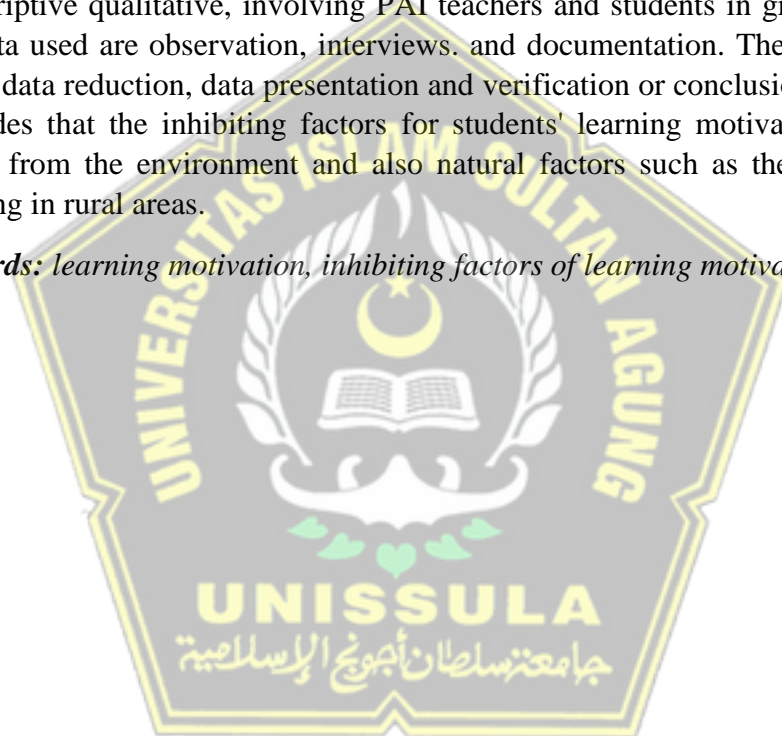 riptive qualitative, involving PAI teachers and students in g
ta used are observation, interviews. and documentation. The
data reduction, data presentation and verification or conclusi
des that the inhibiting factors for students' learning motiva
from the environment and also natural factors such as the
ng in rural areas.
rds: learning motivation, inhibiting factors of learning motiva
UNIVERSITAS ISLAM SULTAN AGUNG
UNISSULA
جامعتنسلطان أجونج الإسلامية